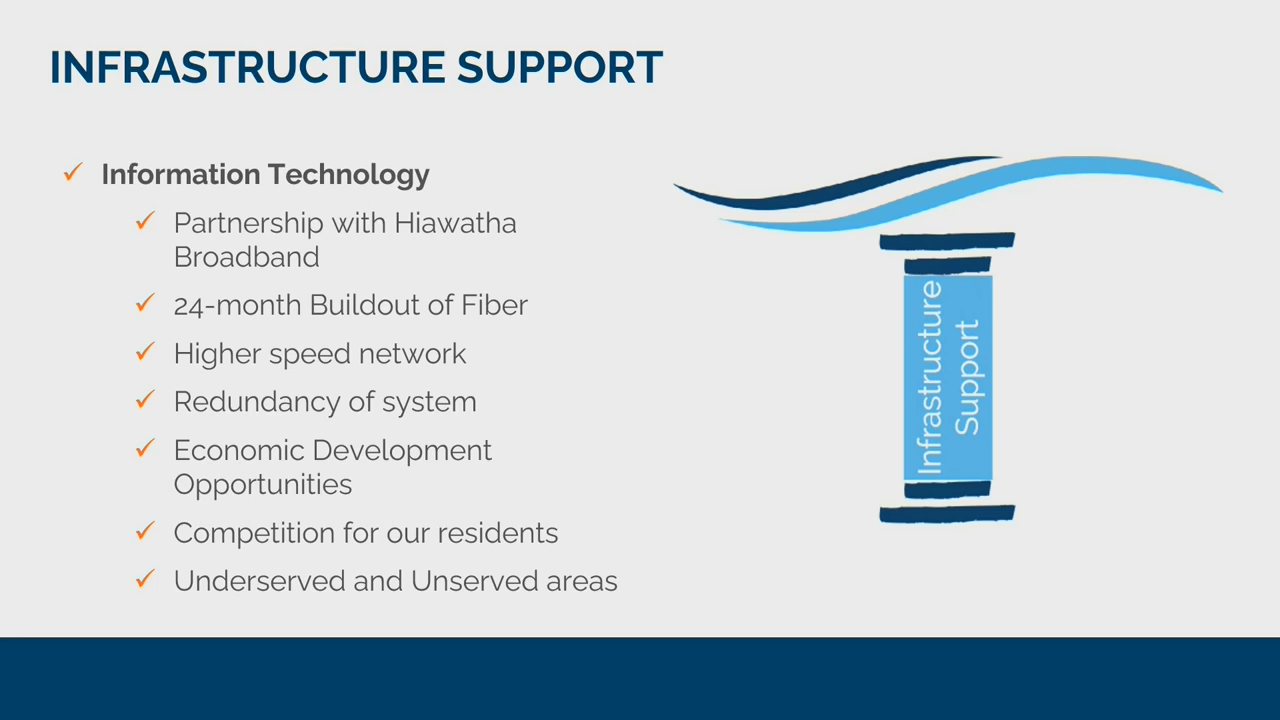 INFRASTRUCTURE SUPPORT
Information Technology
Partnership with Hiawatha
Broadband
24-month Buildout of Fiber
Higher speed network
Redundancy of system
Economic Development
Opportunities
Competition for our residents
Underserved and Unserved areas
Infrastructure
Support